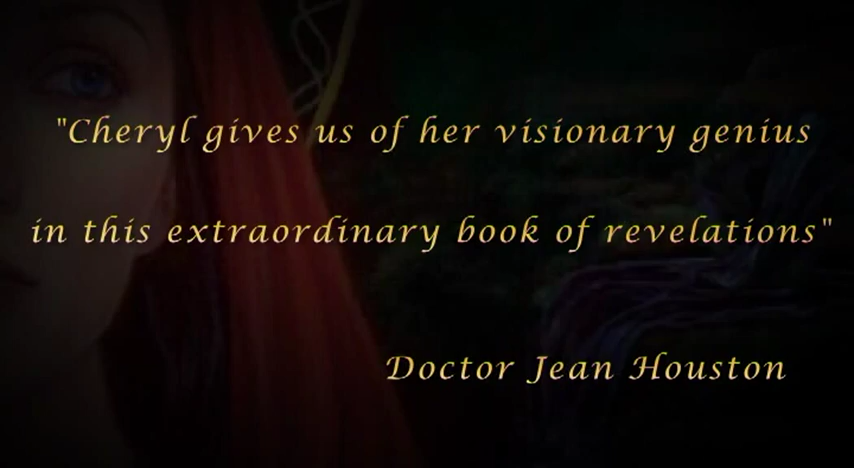 "Cheryl gives us of her visionary genius
in this extraordinary book of revelations"
Doctor Jean Houston